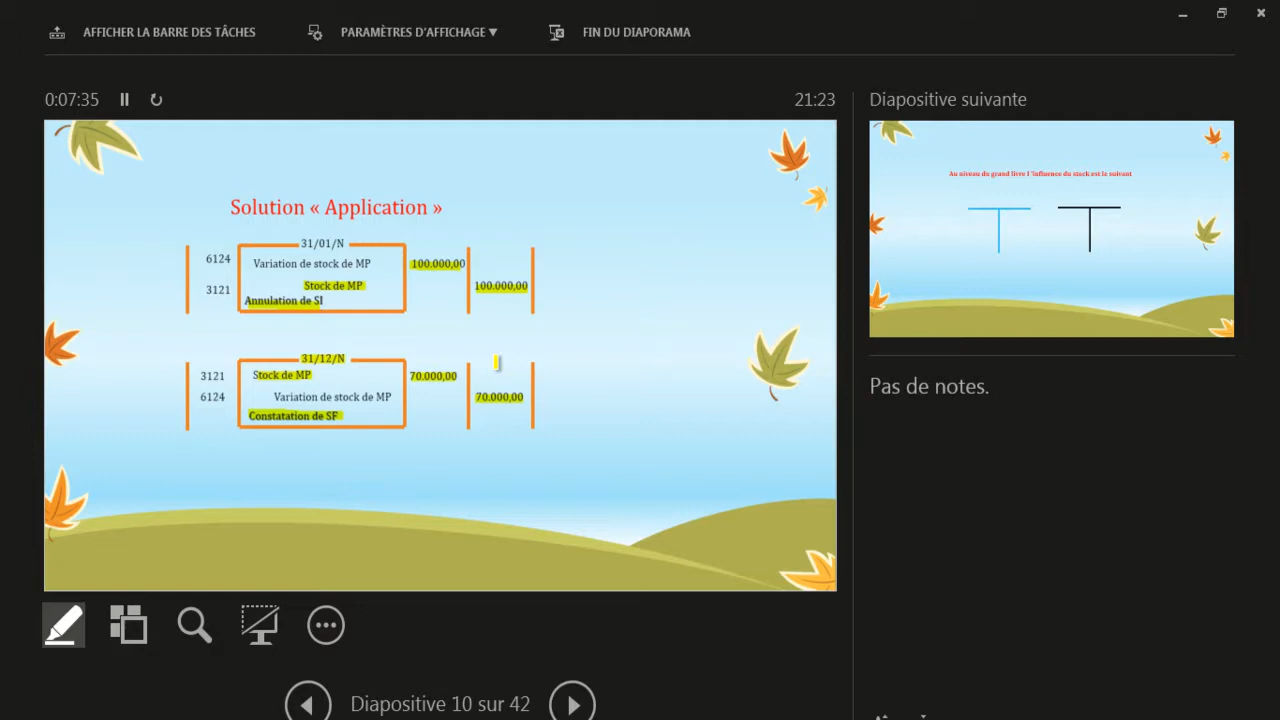 AFFICHER LA BARRE DES TÂCHES
PARAMÈTRES D'AFFICHAGE ▼
FIN DU DIAPORAMA
0:07:35
21:23
Diapositive suivante
Solution « Application »
31/01/N
6124
Variation de stock de MP
100.000,00
Stock de MP
100.000,00
3121
Annulation de SI
31/12/N
3121
Stock de MP
70.000,00
6124
Variation de stock de MP
70.000,00
Constatation de SF
Au niveau du grand livre l 'influence du stock est le suivant
Pas de notes.
Diapositive 10 sur 42